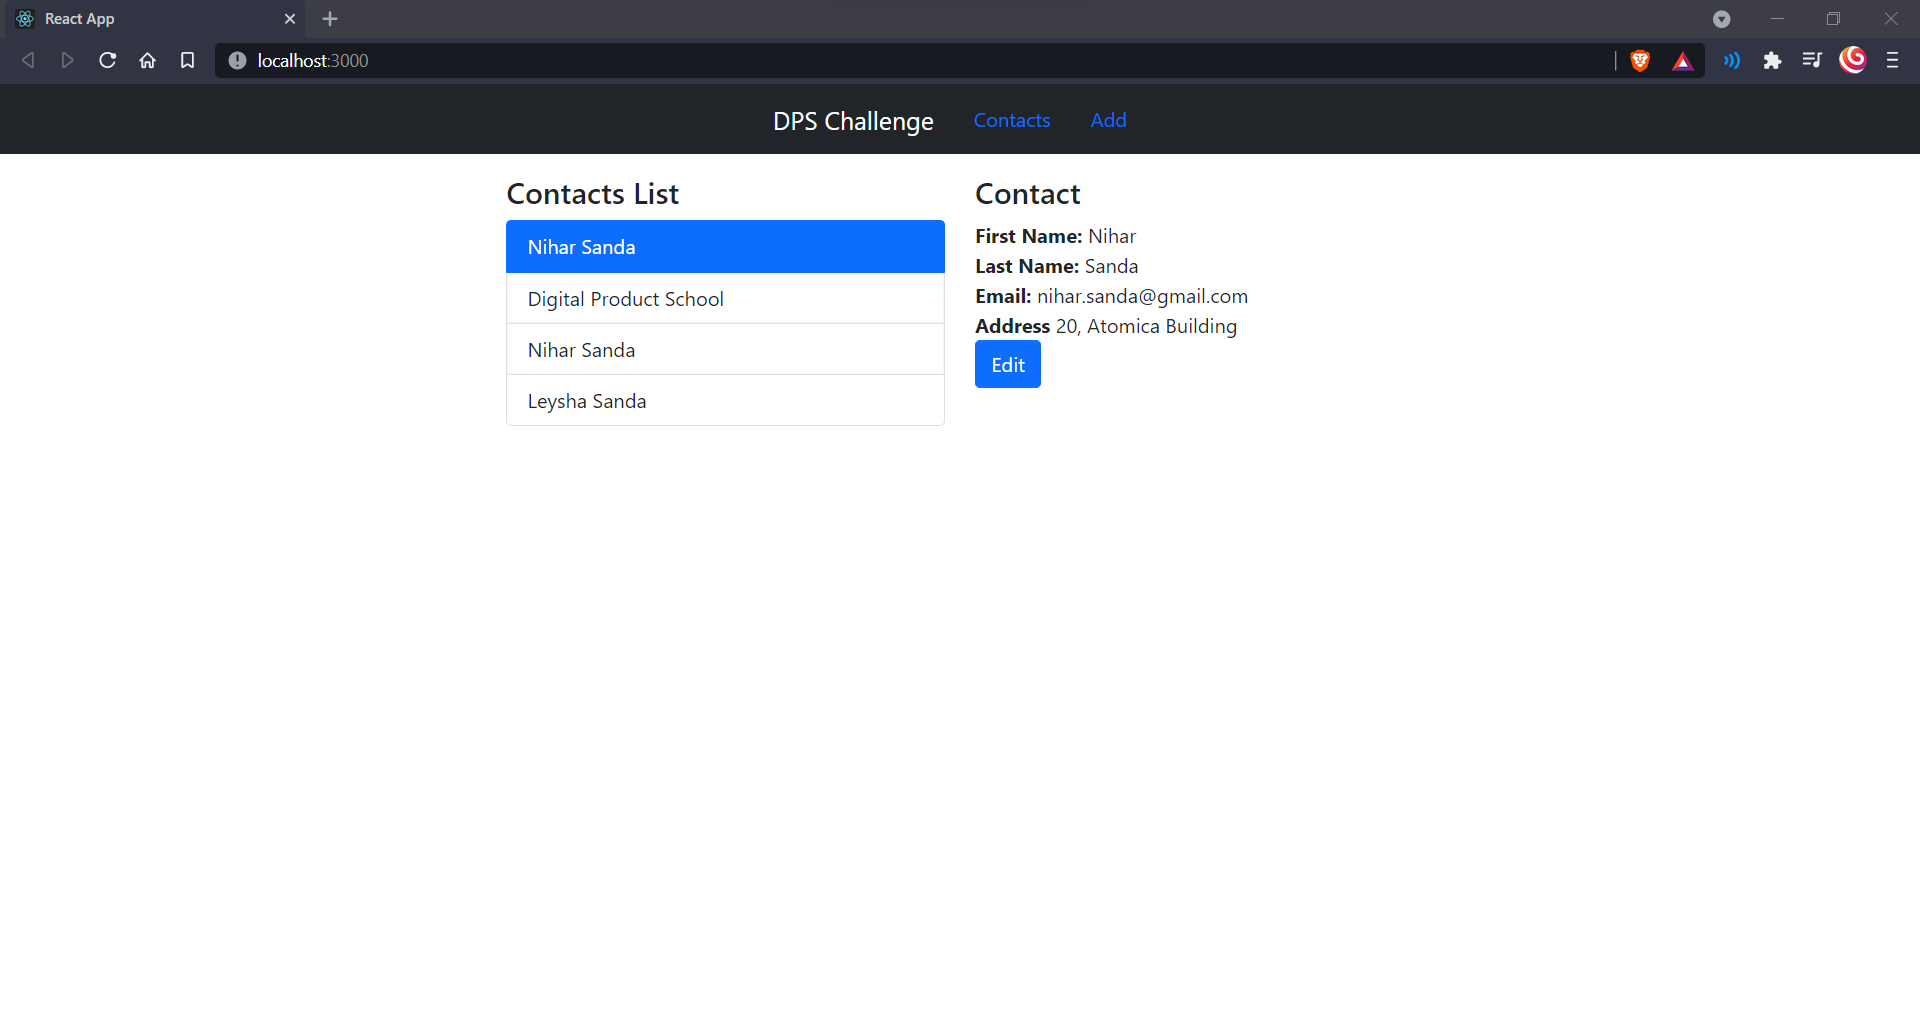 React App
localhost:3000
DPS Challenge Contacts Add
Contacts List
Nihar Sanda
Digital Product School
Nihar Sanda
Leysha Sanda
Contact
First Name: Nihar
Last Name: Sanda
Email: nihar.sanda@gmail.com
Address 20, Atomica Building
Edit